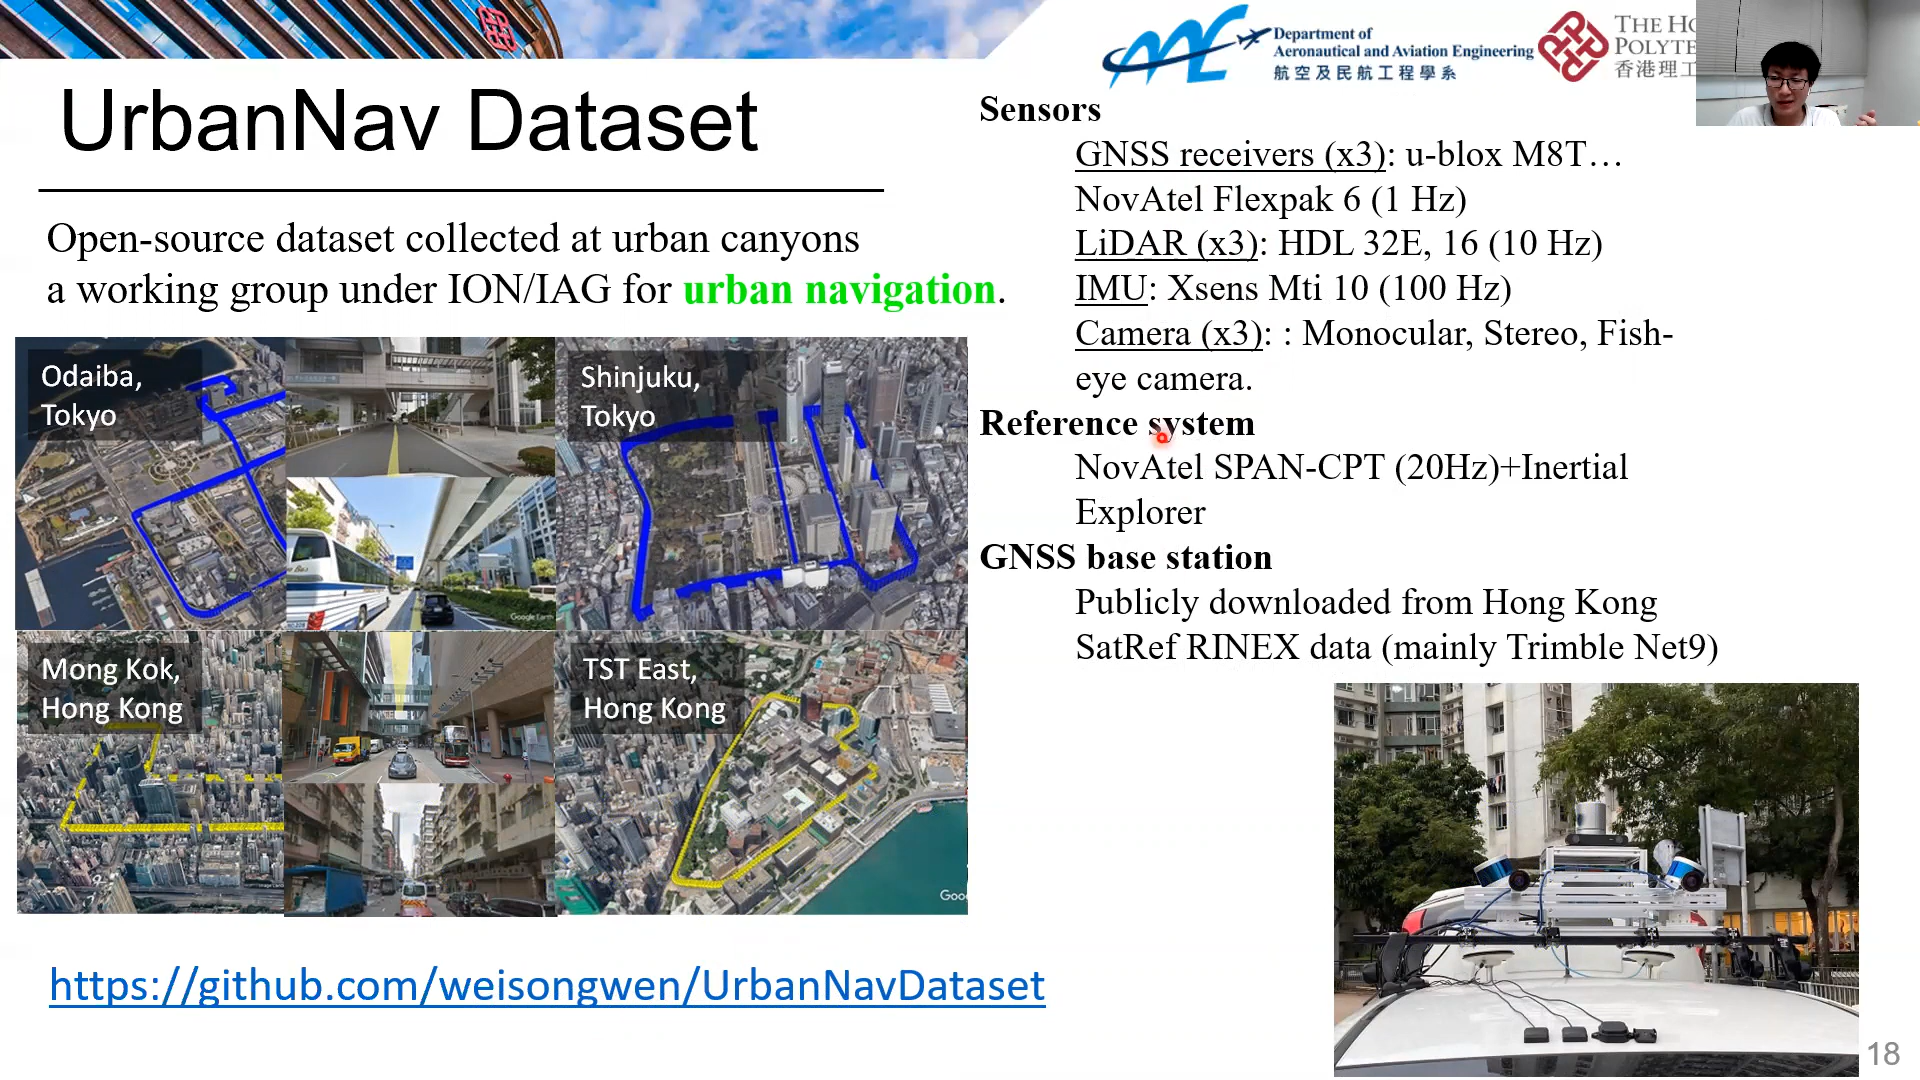 Department of
Aeronautical and Aviation Engineering
航空及民航工程學系
THE HO
POLYTE
香港理工
UrbanNav Dataset
Open-source dataset collected at urban canyons
a working group under ION/IAG for urban navigation.
Odaiba,
Tokyo
Shinjuku,
Tokyo
Google Earth
Mong Kok,
Hong Kong
TST East,
Hong Kong
Goo
https://github.com/weisongwen/UrbanNavDataset
Sensors
GNSS receivers (x3): u-blox M8T…
NovAtel Flexpak 6 (1 Hz)
LiDAR (x3): HDL 32E, 16 (10 Hz)
IMU: Xsens Mti 10 (100 Hz)
Camera (x3): : Monocular, Stereo, Fish-
eye camera.
Reference system
NovAtel SPAN-CPT (20Hz)+Inertial
Explorer
GNSS base station
Publicly downloaded from Hong Kong
SatRef RINEX data (mainly Trimble Net9)
18